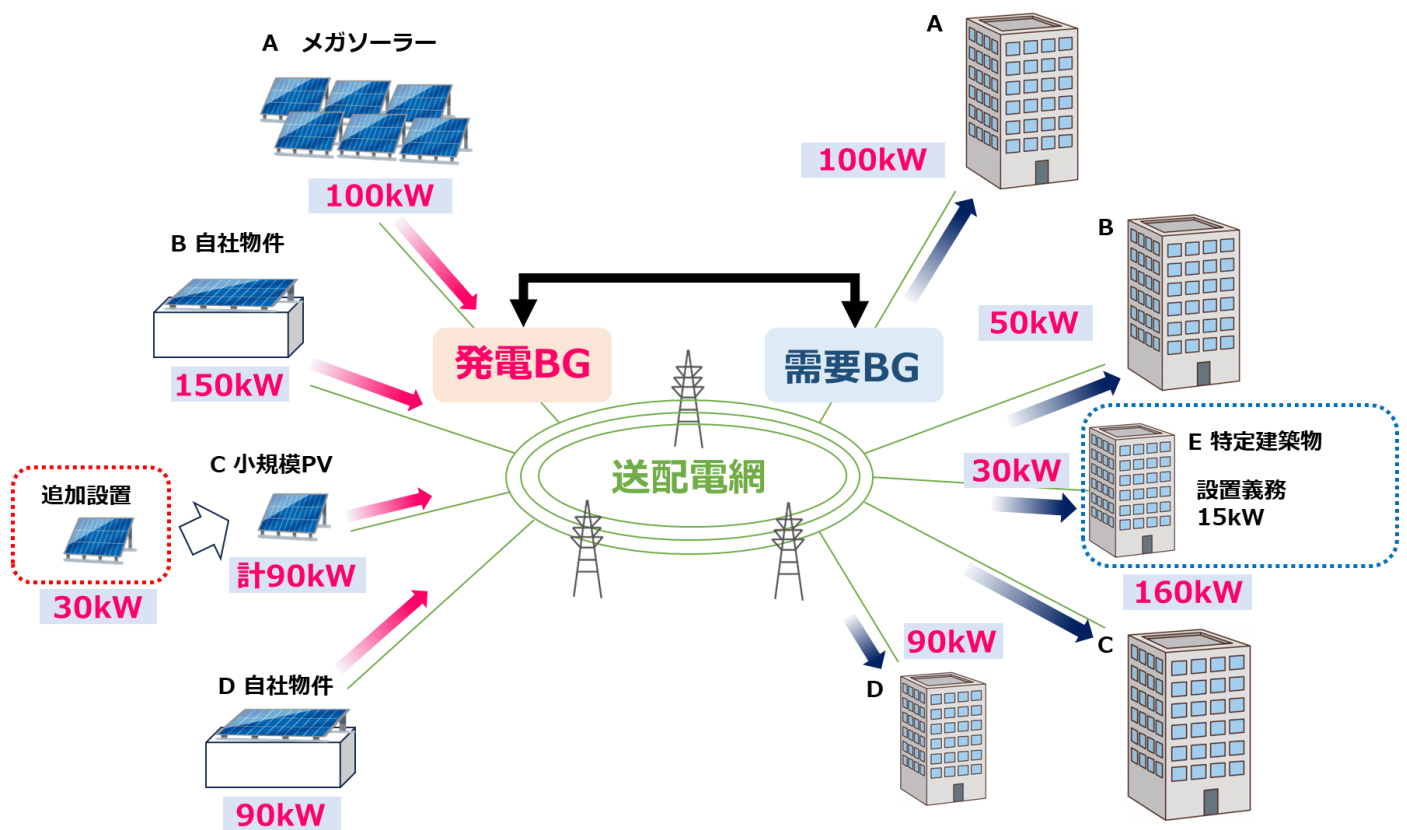 A メガソーラー
100kW
B 自社物件
150kW
C 小規模PV
計90kW
追加設置
30kW
D 自社物件
90kW
発電BG
需要BG
送配電網
A
100kW
B
50kW
30kW
E 特定建築物
設置義務
15kW
160kW
C
90kW
D